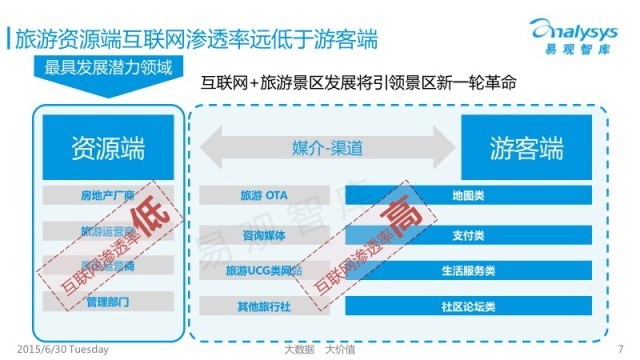 旅游资源端互联网渗透率远低于游客端
analysys
易观智库
最具发展潜力领域
互联网+旅游景区发展将引领景区新一轮革命
资源端
媒介-渠道
游客端
房地产厂商
旅游 OTA
地图类
旅游运营商
咨询媒体
支付类
运营商
旅游UCG类网站
生活服务类
管理部门
其他旅行社
社区论坛类
互联网渗透率低
互联网渗透率高
易观智库
2015/6/30 Tuesday
大数据 大价值
7